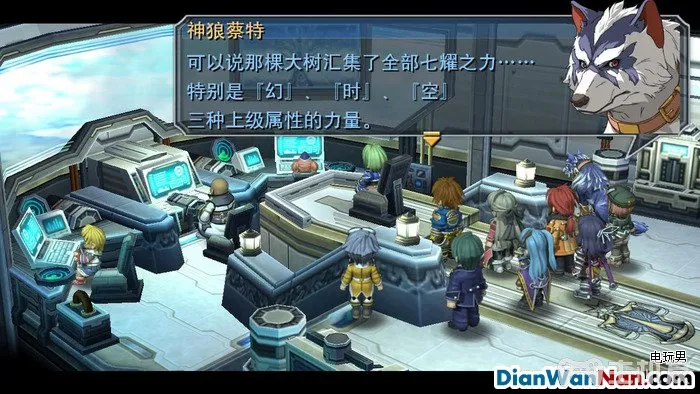 神狼蔡特
可以说那棵大树汇集了全部七耀之力……
特别是『幻』、『时』、『空』
三种上级属性的力量。
电玩男
DianWanNan.com